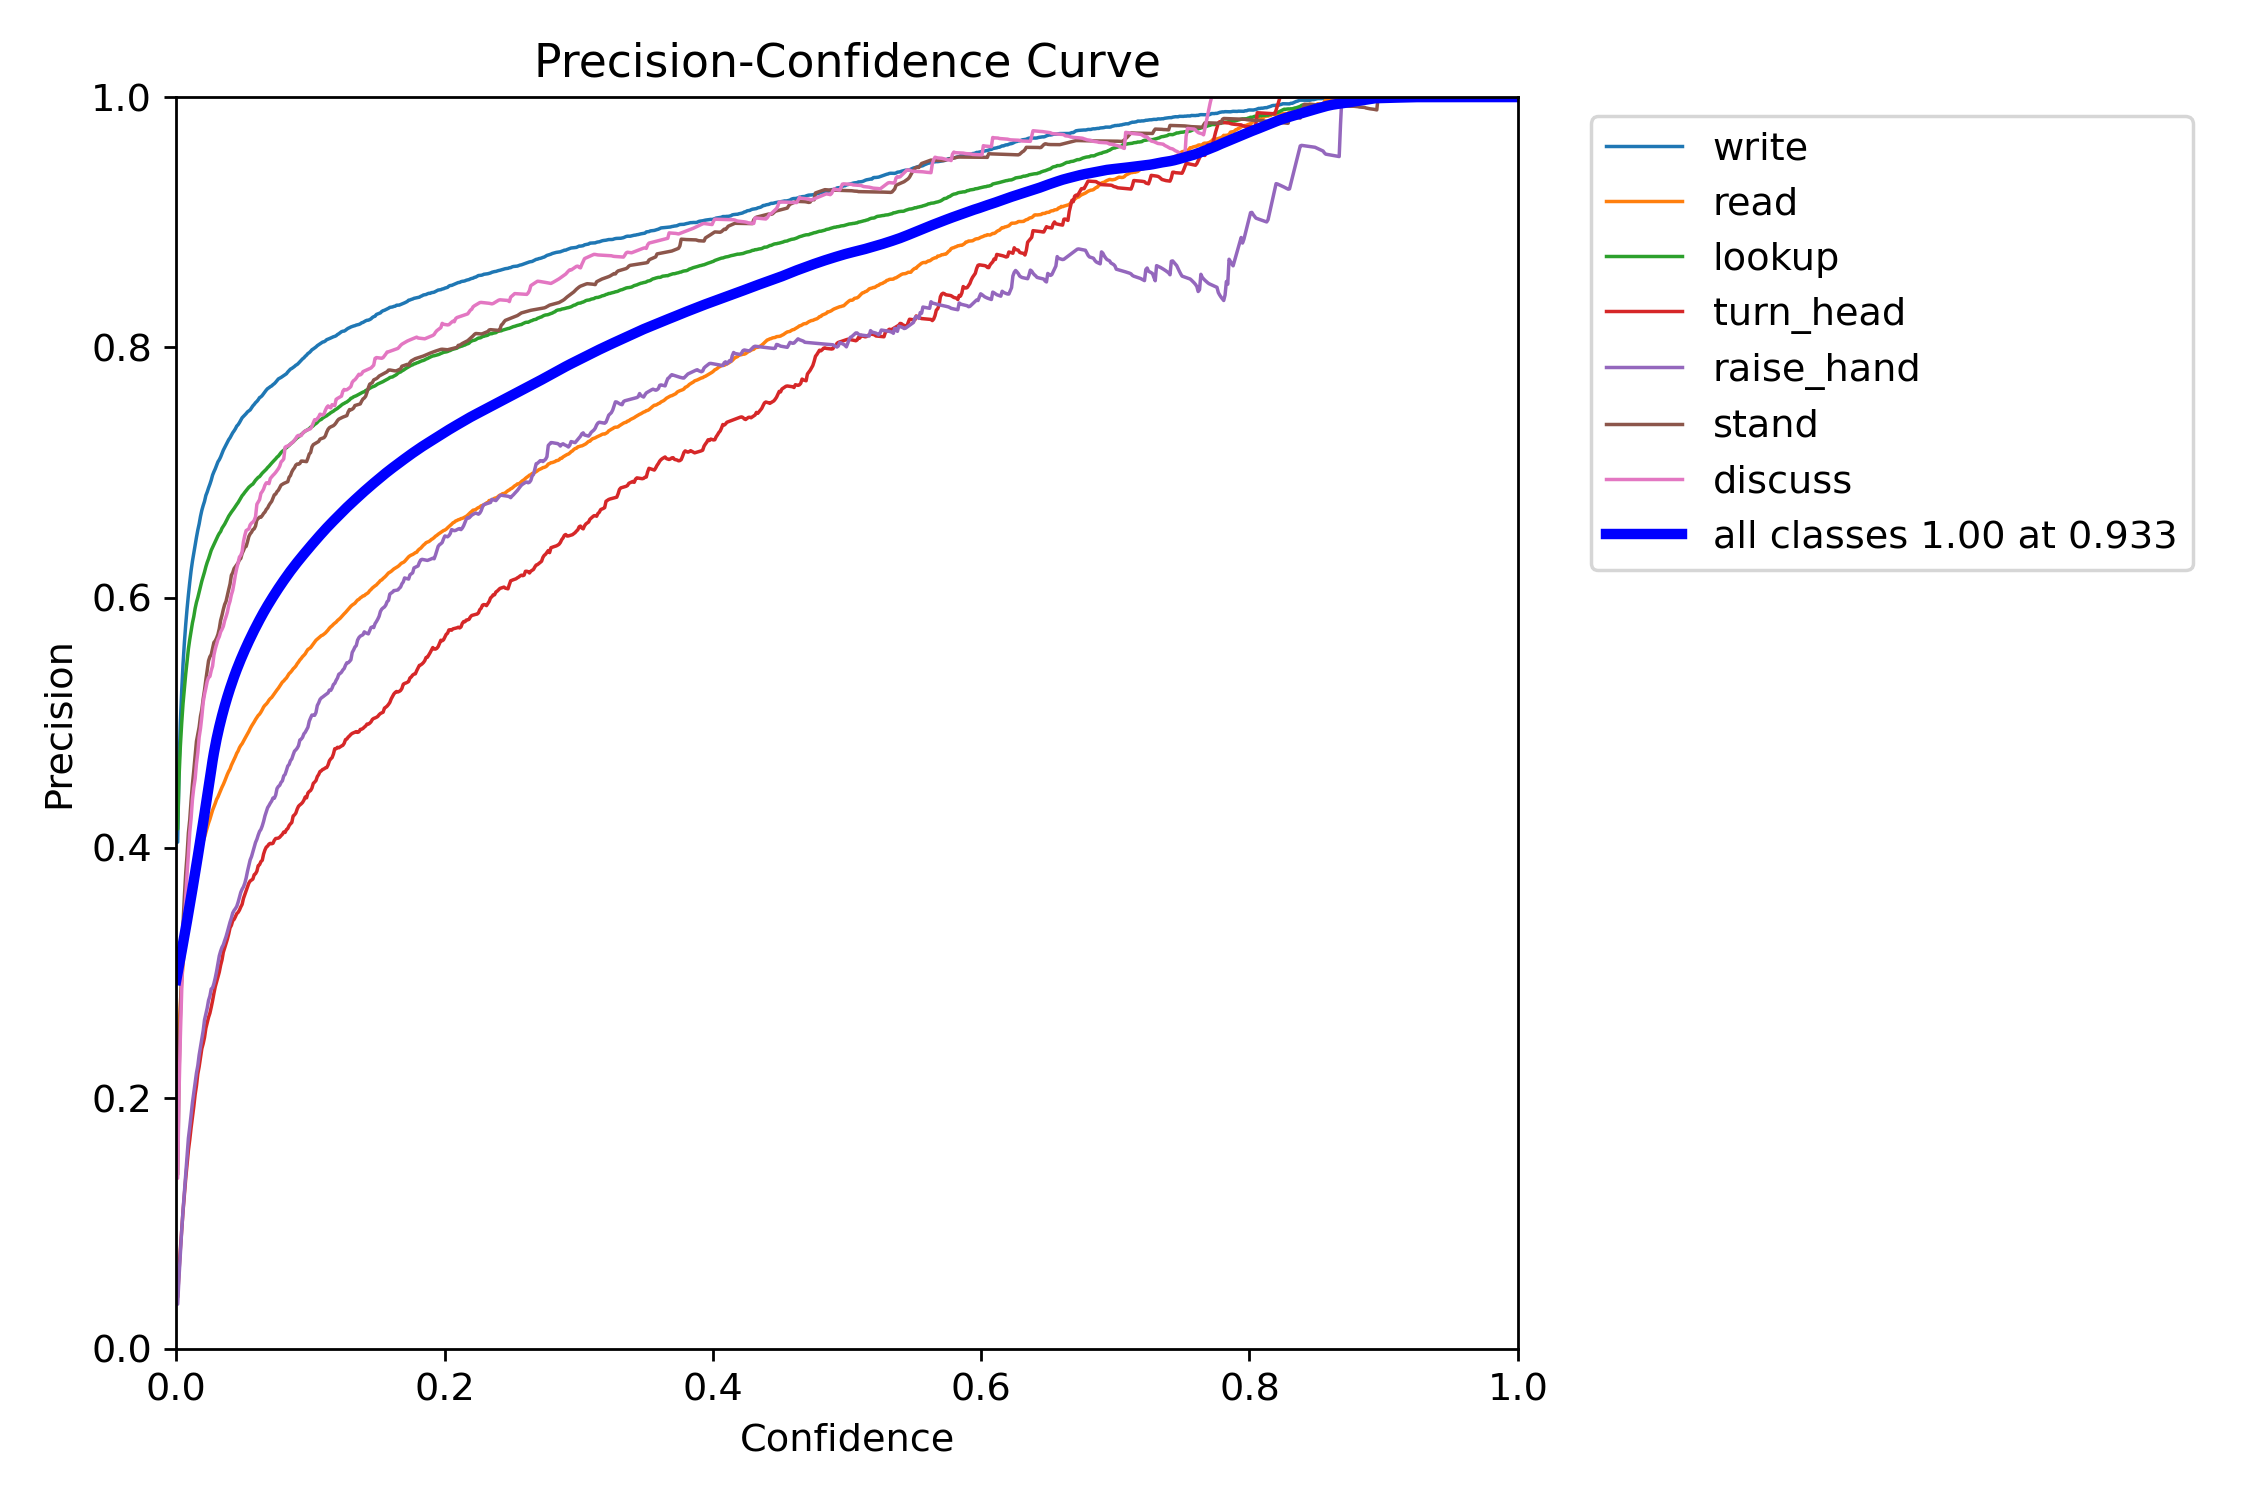 Precision-Confidence Curve
1.0
0.8
0.6
0.4
0.2
0.0
Precision
0.0 0.2 0.4 0.6 0.8 1.0
Confidence
write
read
lookup
turn_head
raise_hand
stand
discuss
all classes 1.00 at 0.933